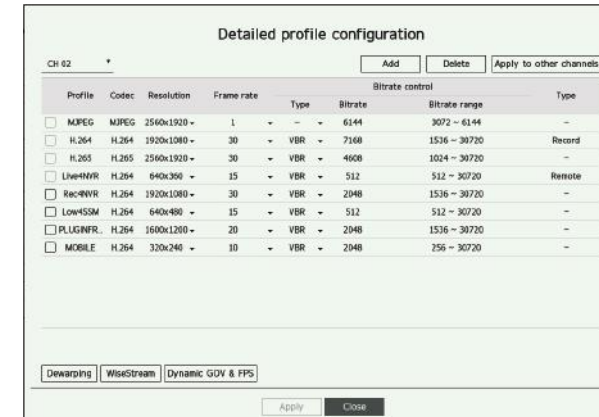 Detailed profile configuration
CH 02 Add Delete Apply to other channels
Bitrate control
Profile Codec Resolution Frame rate Type
Type Bitrate Bitrate range
MJPEG MJPEG 2560x1920 1 – 6144 3072 ~ 6144 –
H.264 H.264 1920x1080 30 VBR 7168 1536 ~ 30720 Record
H.265 H.265 2560x1920 30 VBR 4608 1024 ~ 30720 –
Live4NVR H.264 640x360 15 VBR 512 512 ~ 30720 Remote
Rec4NVR H.264 1920x1080 30 VBR 2048 1536 ~ 30720 –
Low4SSM H.264 640x480 15 VBR 512 512 ~ 30720 –
PLUGINFR.. H.264 1600x1200 20 VBR 2048 1536 ~ 30720 –
MOBILE H.264 320x240 10 VBR 2048 256 ~ 30720 –
Dewarping WiseStream Dynamic GOV & FPS
Apply Close